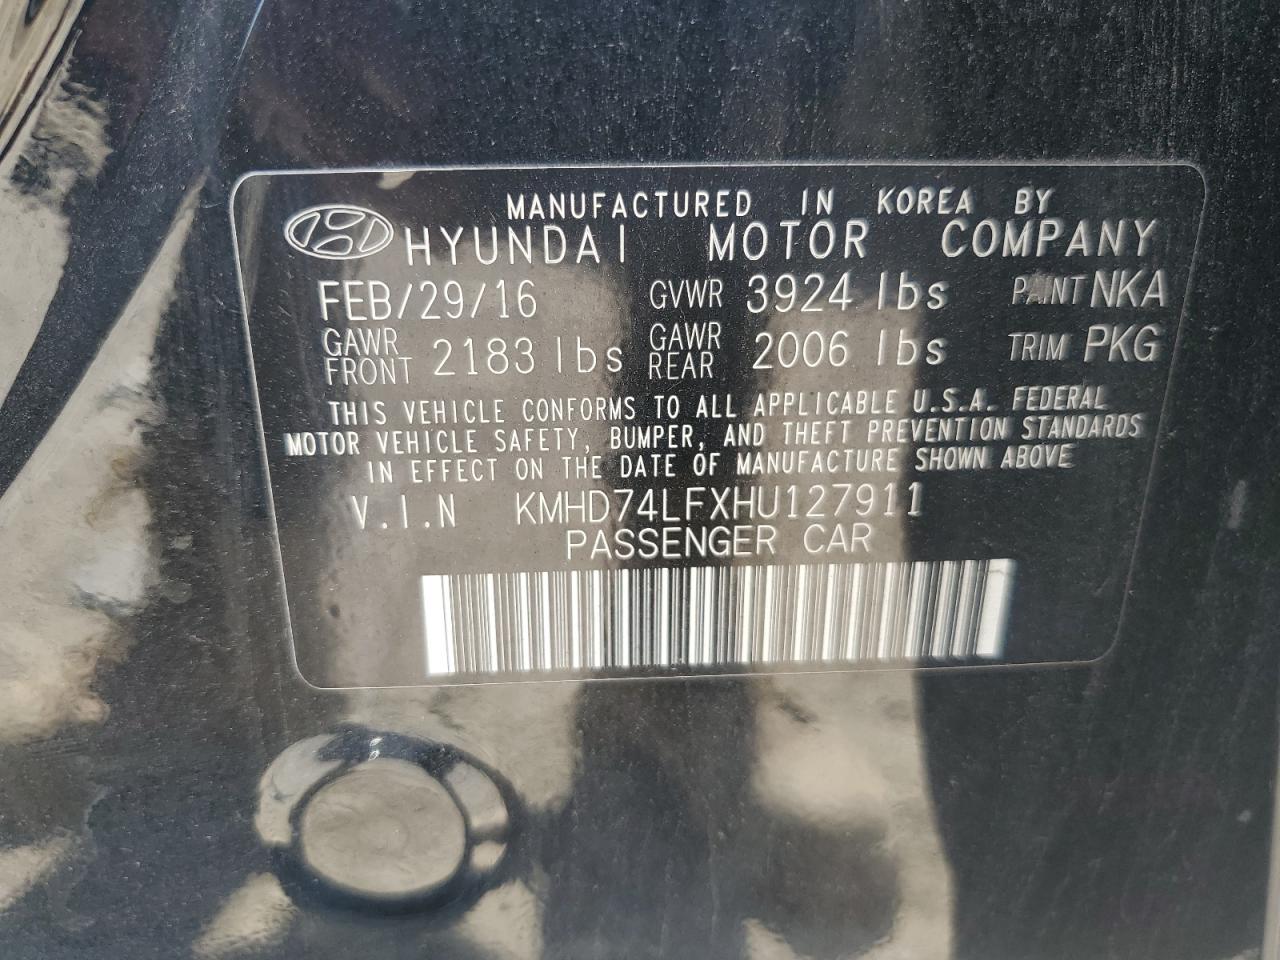 MANUFACTURED IN KOREA BY
HYUNDAI MOTOR COMPANY
FEB/29/16 GVWR 3924 lbs PAINT NKA
GAWR FRONT 2183 lbs GAWR REAR 2006 lbs TRIM PKG
THIS VEHICLE CONFORMS TO ALL APPLICABLE U.S.A. FEDERAL
MOTOR VEHICLE SAFETY, BUMPER, AND THEFT PREVENTION STANDARDS
IN EFFECT ON THE DATE OF MANUFACTURE SHOWN ABOVE
V.I.N KMHD74LFXHU127911
PASSENGER CAR